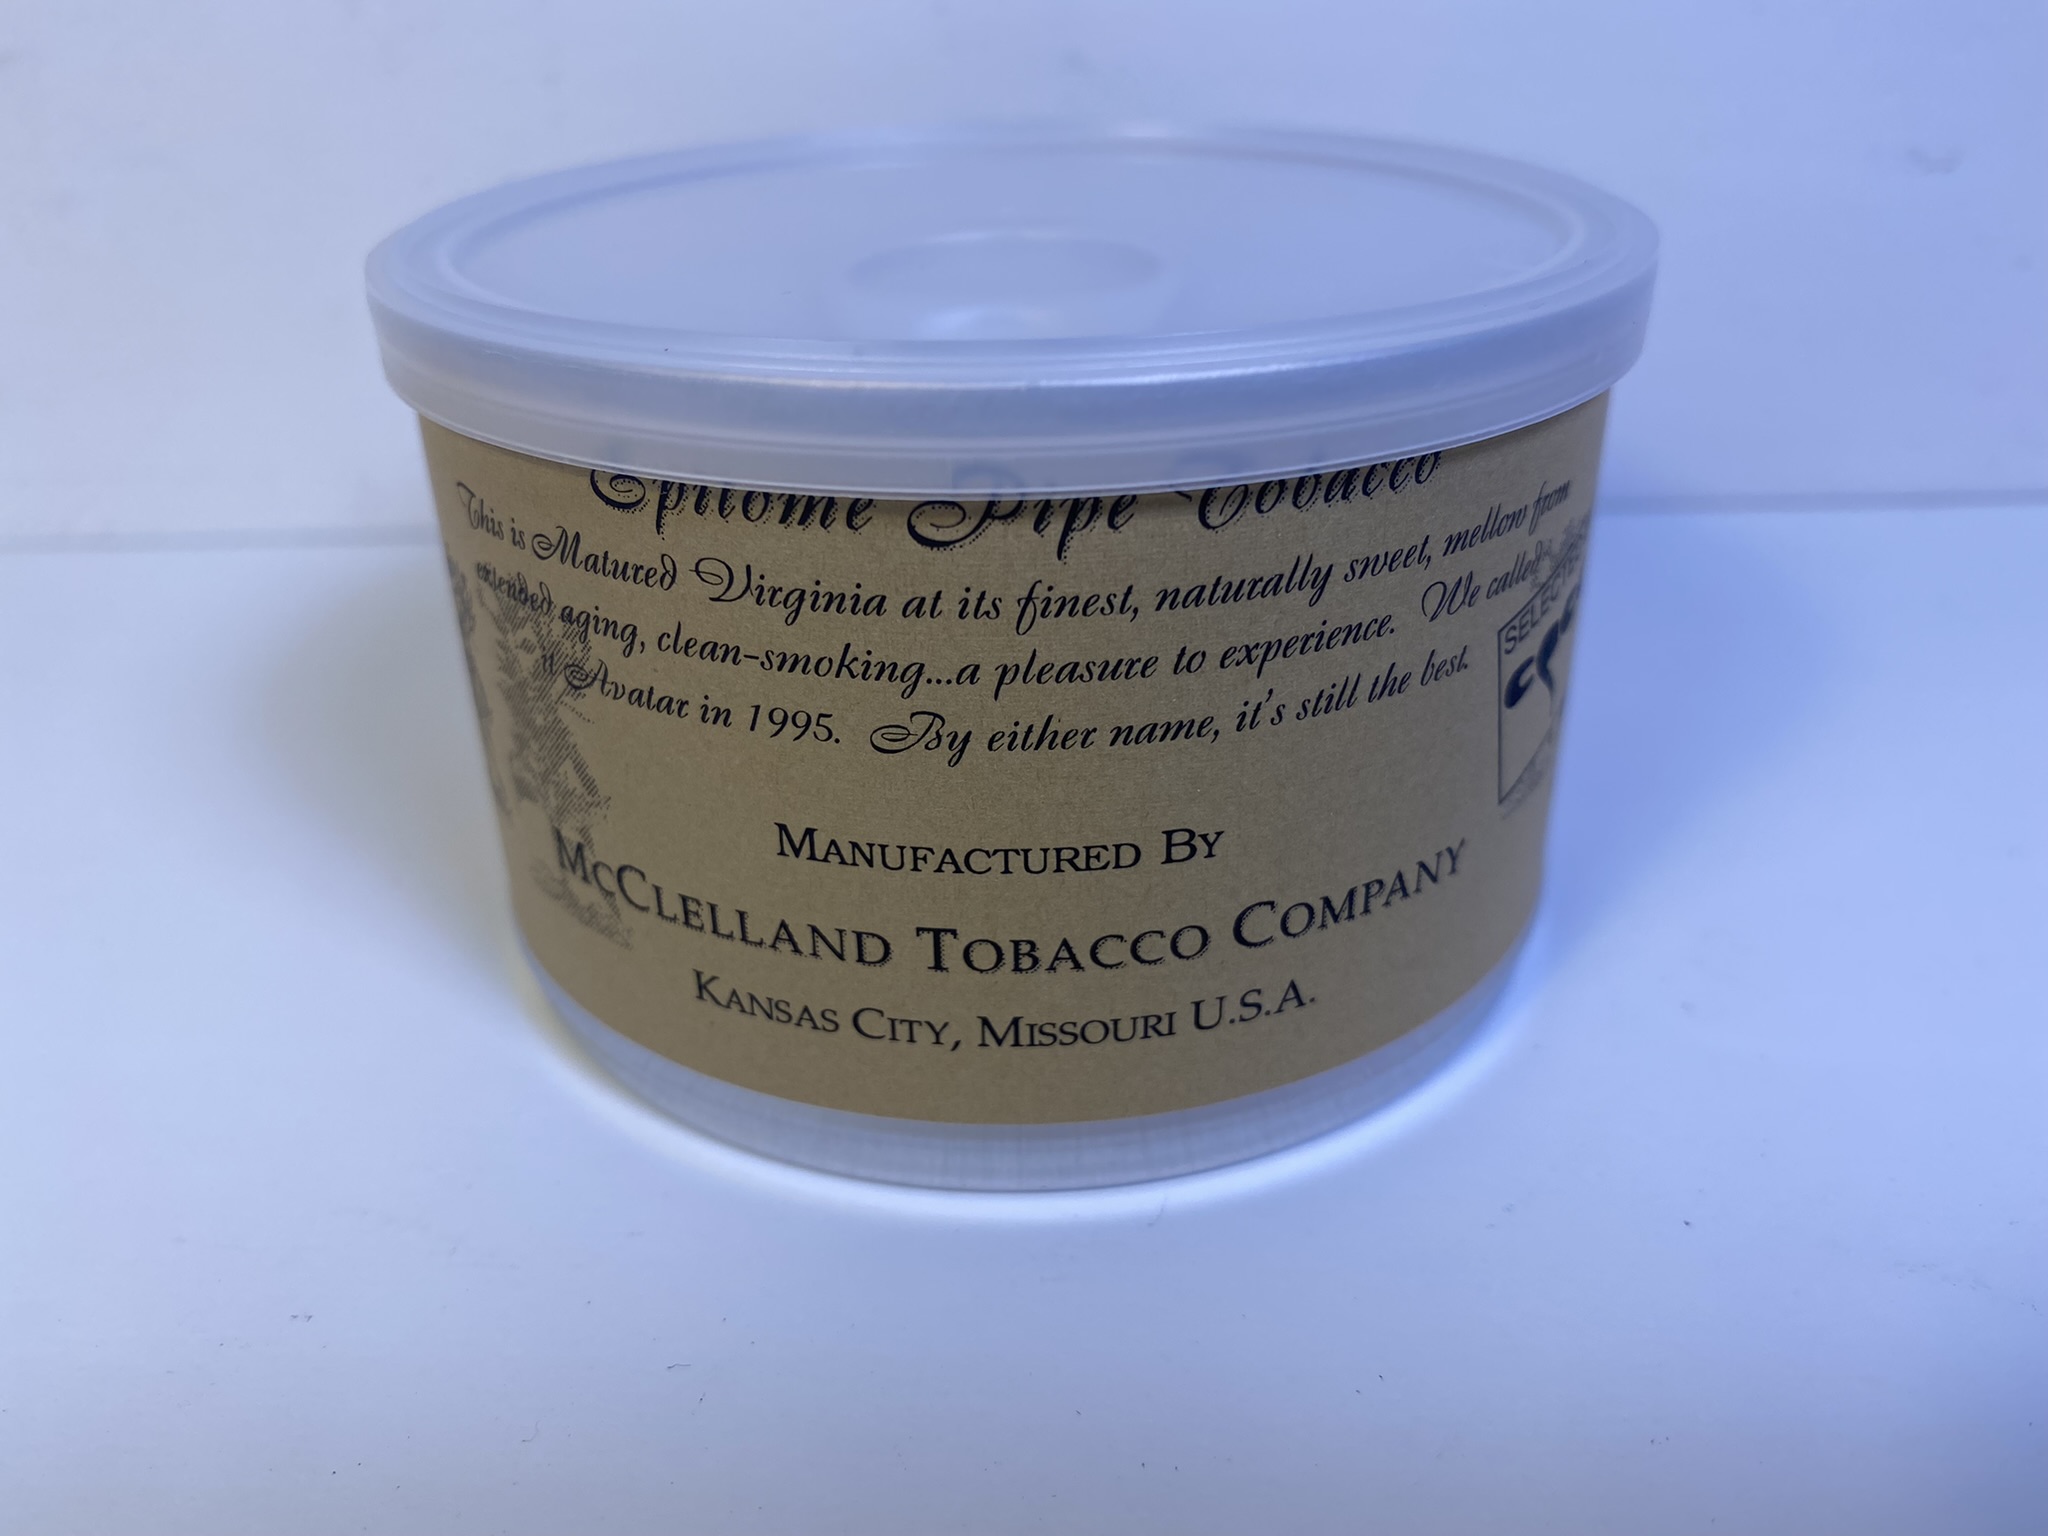 Epitome Pipe Tobacco
This is Matured Virginia at its finest, naturally sweet, mellow from
extended aging, clean-smoking...a pleasure to experience. We called
it Avatar in 1995. By either name, it's still the best.
SELECTED
MANUFACTURED BY
MCCLELLAND TOBACCO COMPANY
KANSAS CITY, MISSOURI U.S.A.